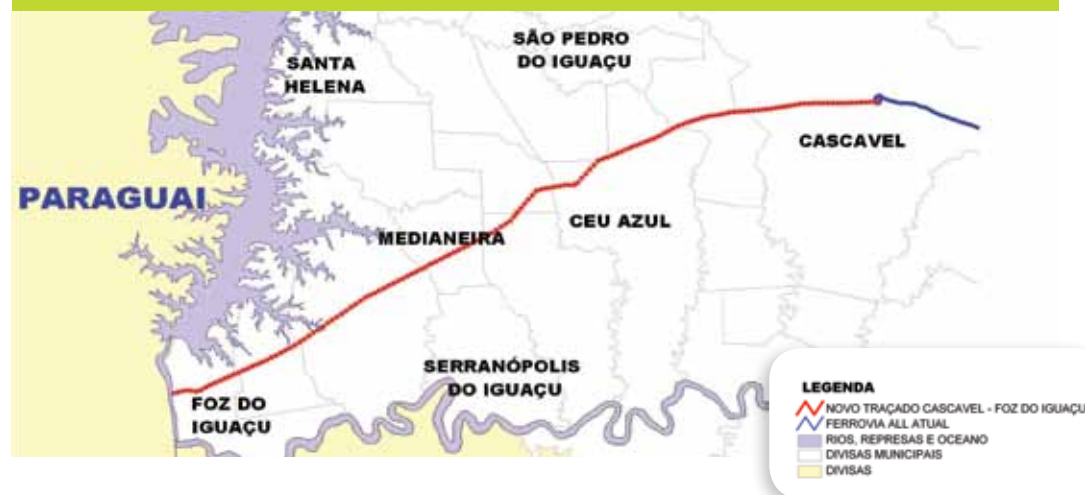 SÃO PEDRO
DO IGUAÇU
SANTA
HELENA
CASCAVEL
PARAGUAI
CEU AZUL
MEDIANEIRA
SERRANÓPOLIS
DO IGUAÇU
FOZ DO
IGUAÇU
LEGENDA
NOVO TRAÇADO CASCAVEL - FOZ DO IGUAÇU
FERROVIA ALL ATUAL
RIOS, REPRESAS E OCEANO
DIVISAS MUNICIPAIS
DIVISAS